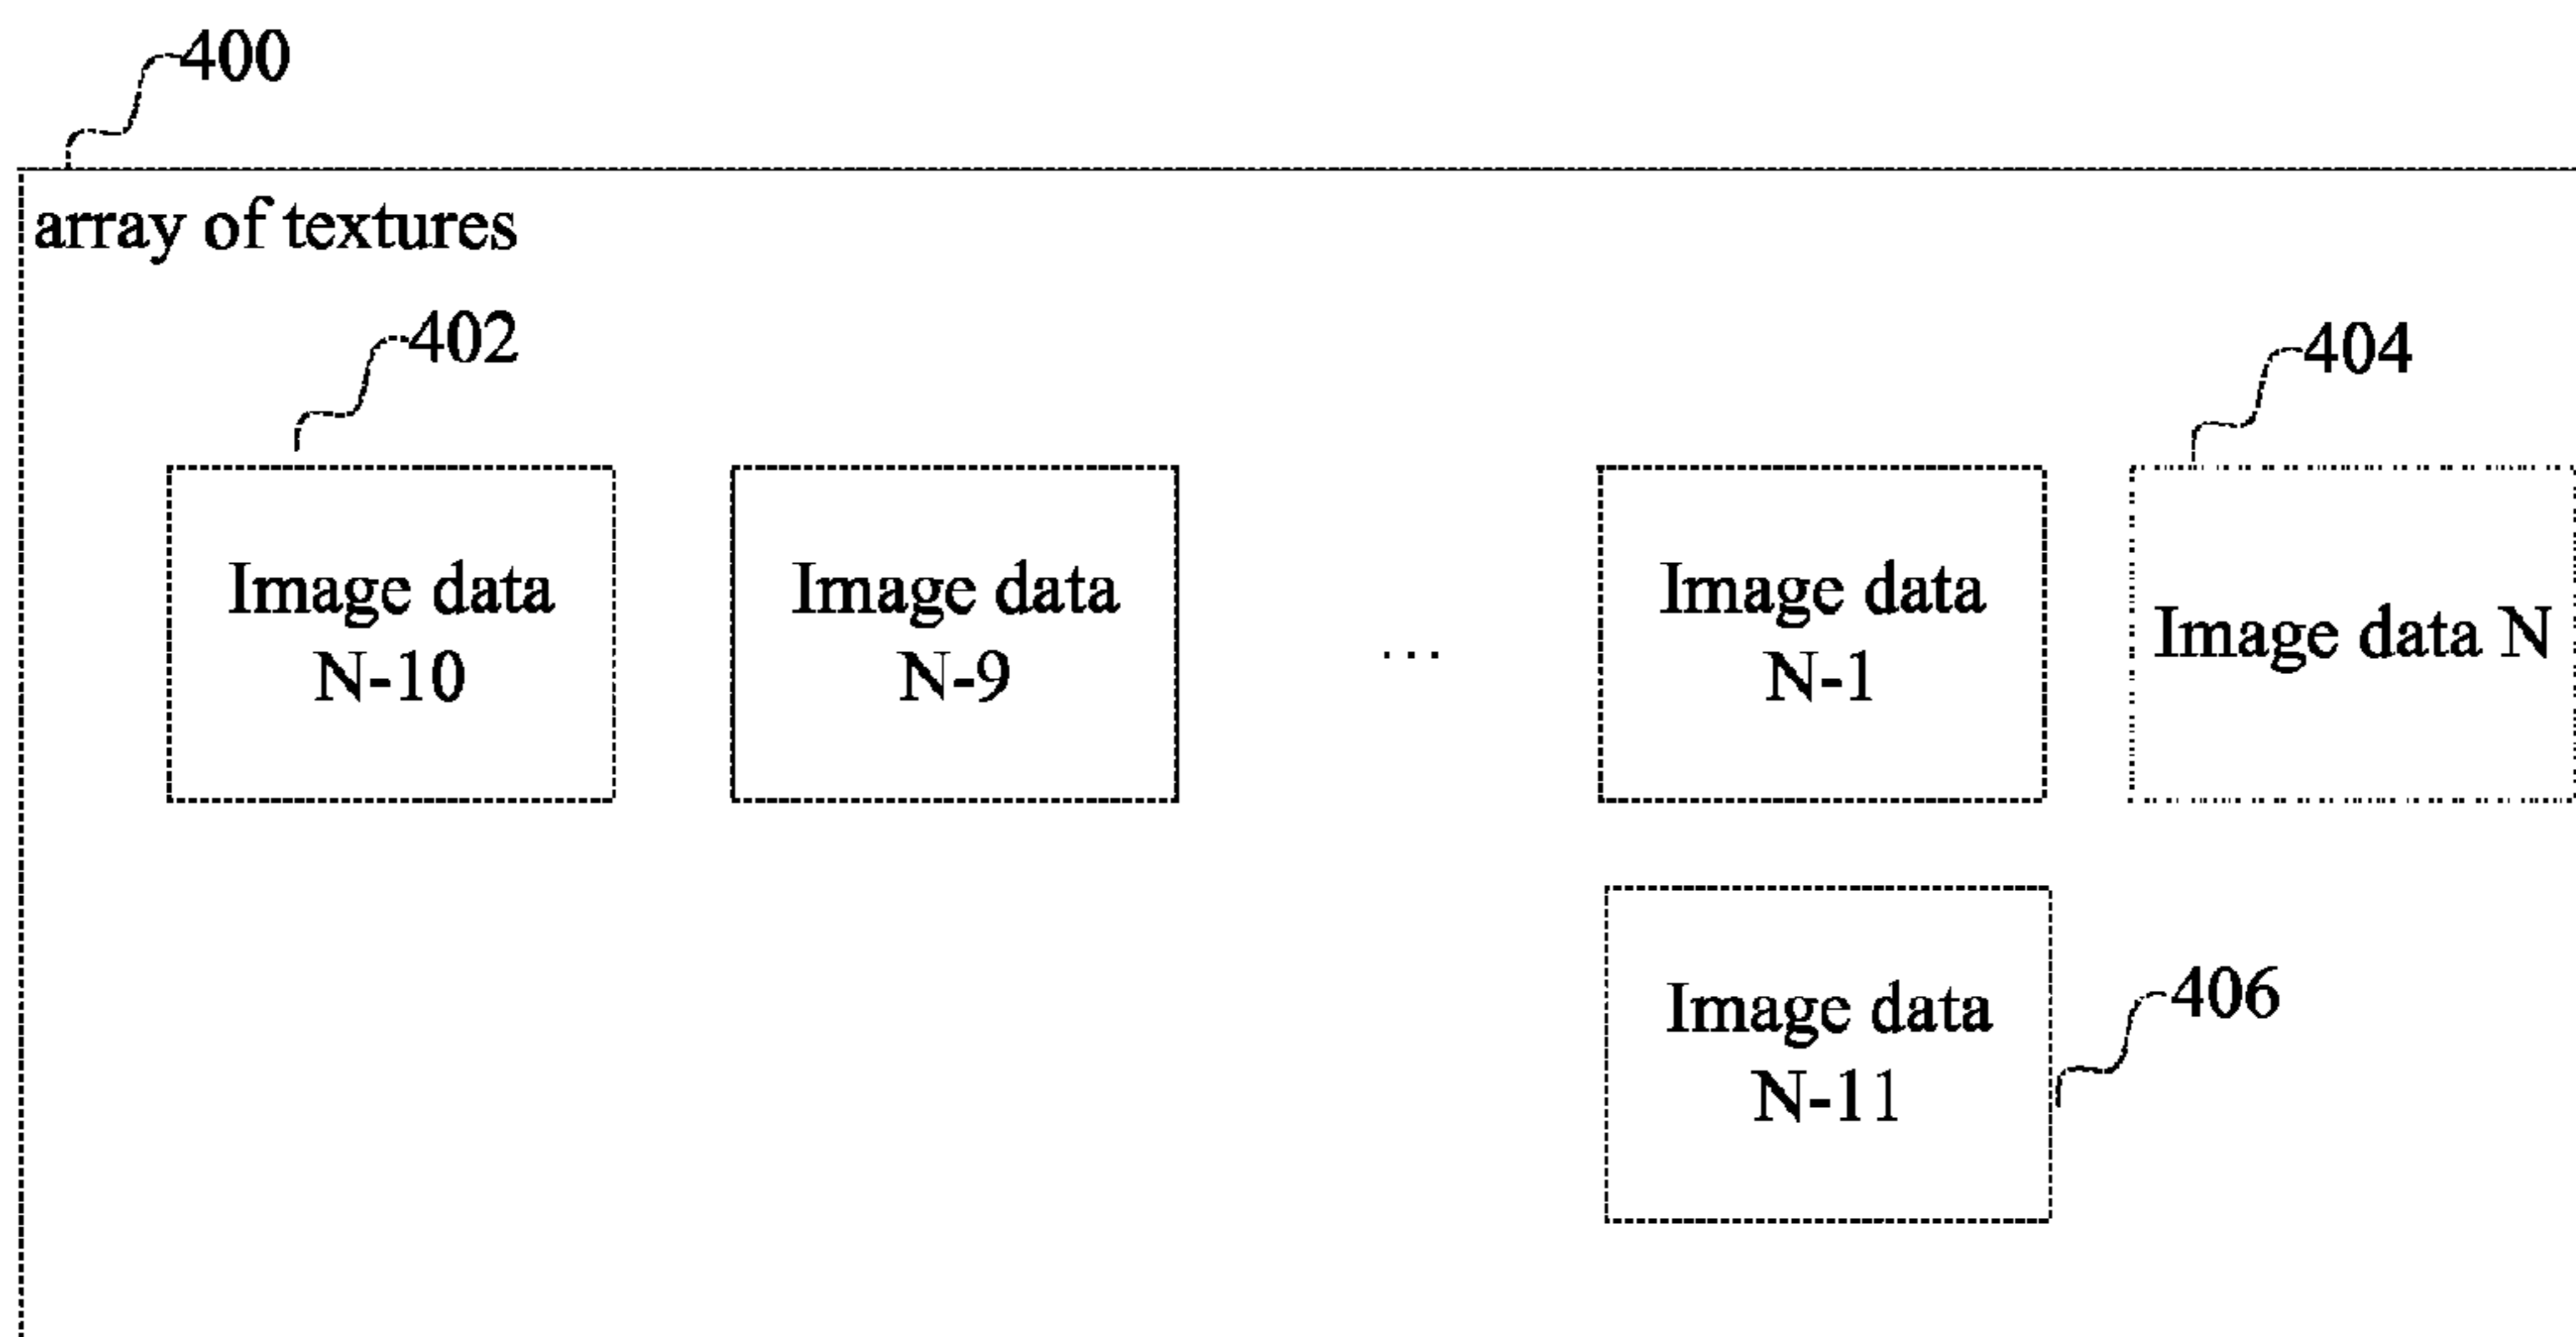 400
array of textures
402
404
Image data
N-10
Image data
N-9
...
Image data
N-1
Image data N
Image data
N-11
406